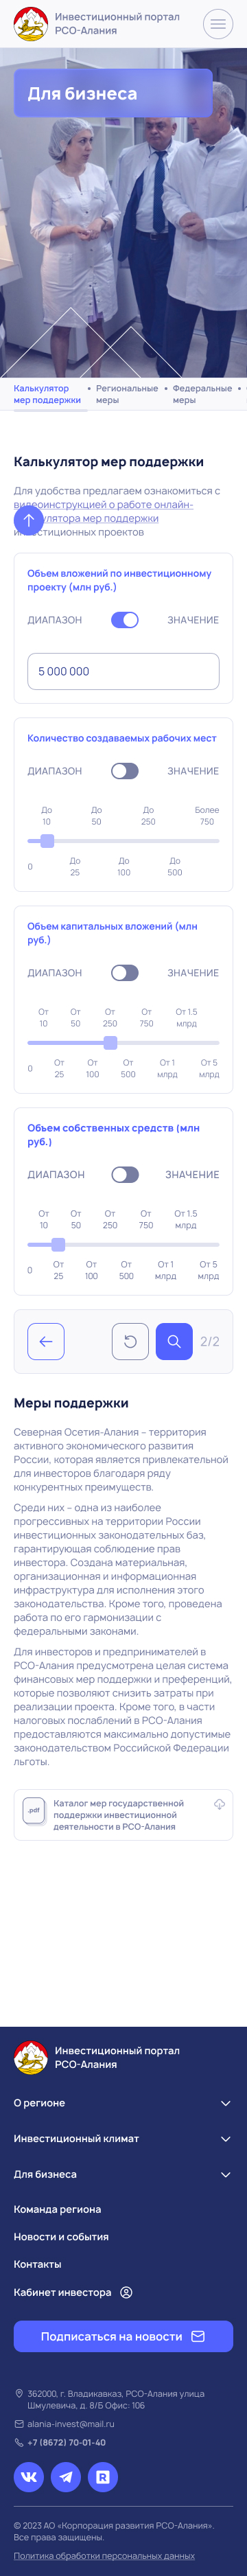 Инвестиционный портал
РСО-Алания
Для бизнеса
Калькулятор
мер поддержки
• Региональные
меры
• Федеральные
меры
•
Калькулятор мер поддержки
Для удобства предлагаем ознакомиться с
видеоинструкцией о работе онлайн-
поддержки
инвестиционных проектов
Объем вложений по инвестиционному
проекту (млн руб.)
ДИАПАЗОН ЗНАЧЕНИЕ
5 000 000
Количество создаваемых рабочих мест
ДИАПАЗОН ЗНАЧЕНИЕ
До 10 До 50 До 250 Более 750
0 До 25 До 100 До 500
Объем капитальных вложений (млн
руб.)
ДИАПАЗОН ЗНАЧЕНИЕ
От 10 От 50 От 250 От 750 От 1.5 млрд
0 От 25 От 100 От 500 От 1 млрд От 5 млрд
Объем собственных средств (млн
руб.)
ДИАПАЗОН ЗНАЧЕНИЕ
От 10 От 50 От 250 От 750 От 1.5 млрд
0 От 25 От 100 От 500 От 1 млрд От 5 млрд
2/2
Меры поддержки
Северная Осетия-Алания – территория
активного экономического развития
России, которая является привлекательной
для инвесторов благодаря ряду
конкурентных преимуществ.
Среди них – одна из наиболее
прогрессивных на территории России
инвестиционных законодательных баз,
гарантирующая соблюдение прав
инвестора. Создана материальная,
организационная и информационная
инфраструктура для исполнения этого
законодательства. Кроме того, проведена
работа по его гармонизации с
федеральными законами.
Для инвесторов и предпринимателей в
РСО-Алания предусмотрена целая система
финансовых мер поддержки и преференций,
которые позволяют снизить затраты при
реализации проекта. Кроме того, в части
налоговых послаблений в РСО-Алания
предоставляются максимально допустимые
законодательством Российской Федерации
льготы.
.pdf
Каталог мер государственной
поддержки инвестиционной
деятельности в РСО-Алания
Инвестиционный портал
РСО-Алания
О регионе
Инвестиционный климат
Для бизнеса
Команда региона
Новости и события
Контакты
Кабинет инвестора
Подписаться на новости
362000, г. Владикавказ, РСО-Алания улица
Шмулевича, д. 8/Б Офис: 106
alania-invest@mail.ru
+7 (8672) 70-01-40
© 2023 АО «Корпорация развития РСО-Алания».
Все права защищены.
Политика обработки персональных данных